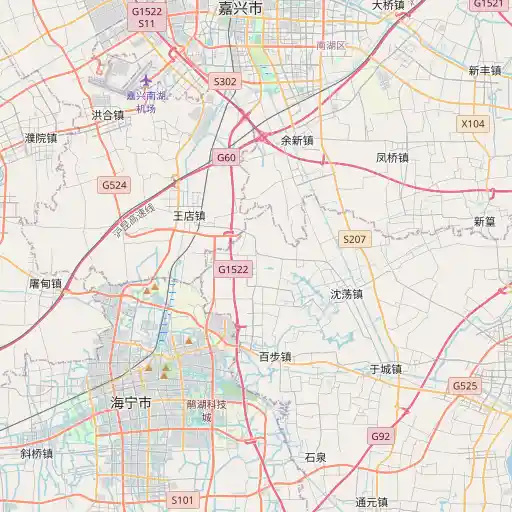 G1522
S11
嘉兴市
大桥镇
G1521
南湖区
新丰镇
S302
嘉兴南湖
机场
洪合镇
X104
濮院镇
余新镇
G60
凤桥镇
G524
王店镇
新篁
沪昆高速线
S207
G1522
屠甸镇
沈荡镇
百步镇
于城镇
G525
海宁市
鹃湖科技
城
G92
斜桥镇
石泉
S101
通元镇